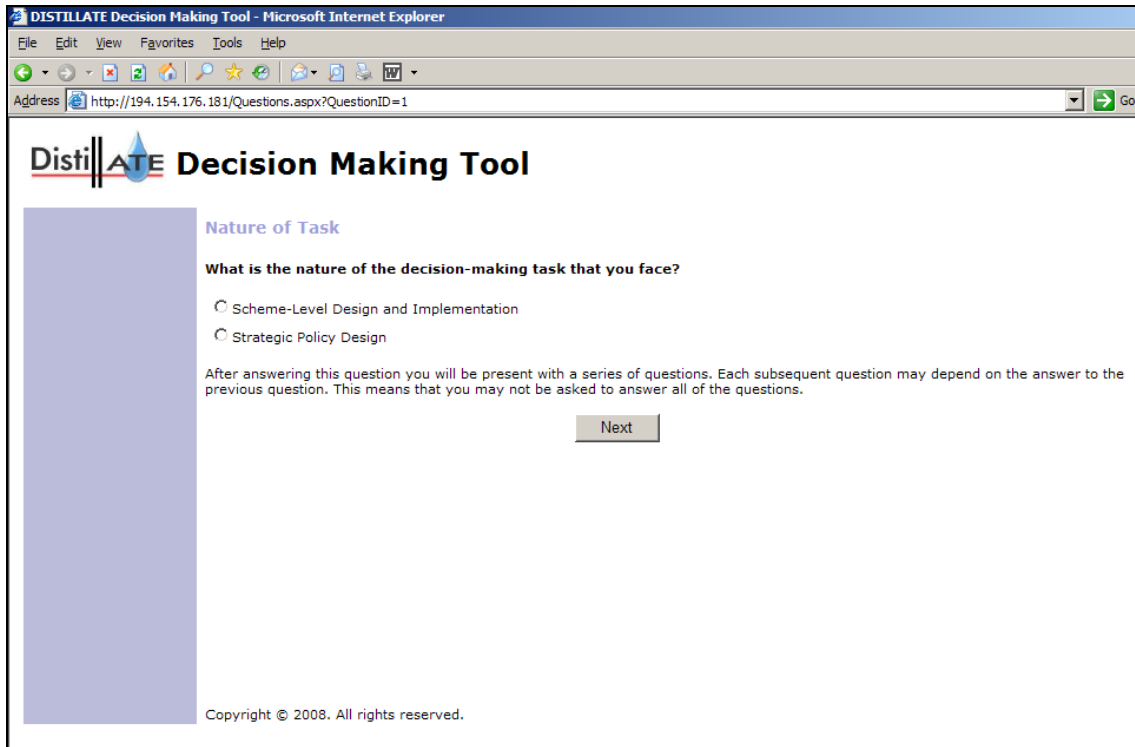 DISTILLATE Decision Making Tool - Microsoft Internet Explorer
File Edit View Favorites Tools Help
Address http://194.154.176.181/Questions.aspx?QuestionID=1 Go
DistillATE Decision Making Tool
Nature of Task
What is the nature of the decision-making task that you face?
Scheme-Level Design and Implementation
Strategic Policy Design
After answering this question you will be present with a series of questions. Each subsequent question may depend on the answer to the
previous question. This means that you may not be asked to answer all of the questions.
Next
Copyright © 2008. All rights reserved.